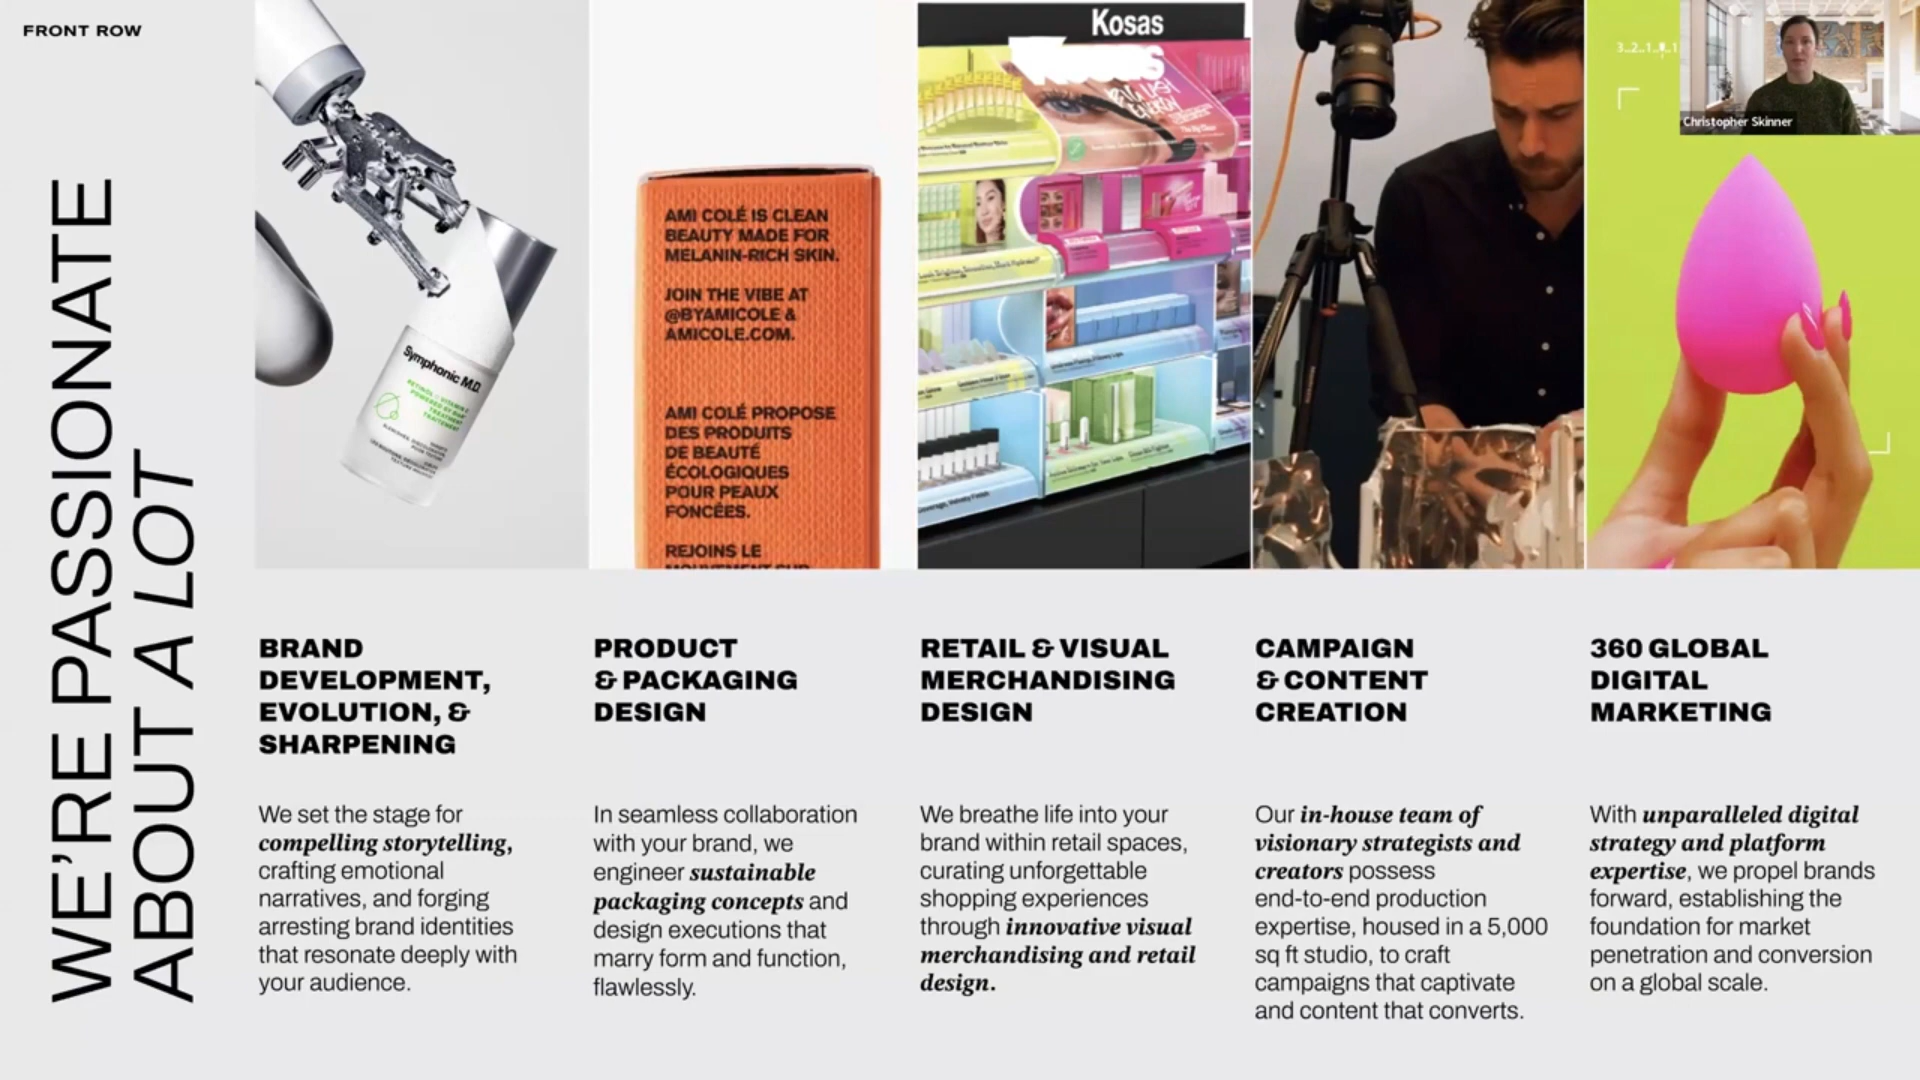 FRONT ROW
WE'RE PASSIONATE
ABOUT A LOT
Symphonic M.D.
AMI COLÉ IS CLEAN
BEAUTY MADE FOR
MELANIN-RICH SKIN.
JOIN THE VIBE AT
@BYAMICOLE &
AMICOLE.COM.
AMI COLÉ PROPOSE
DES PRODUITS
DE BEAUTÉ
ÉCOLOGIQUES
POUR PEAUX
FONCÉES.
REJOINS LE
Kosas
Kosas
BIG LASH
ENERGY
Christopher Skinner
BRAND
DEVELOPMENT,
EVOLUTION, &
SHARPENING
We set the stage for
compelling storytelling,
crafting emotional
narratives, and forging
arresting brand identities
that resonate deeply with
your audience.
PRODUCT
& PACKAGING
DESIGN
In seamless collaboration
with your brand, we
engineer sustainable
packaging concepts and
design executions that
marry form and function,
flawlessly.
RETAIL & VISUAL
MERCHANDISING
DESIGN
We breathe life into your
brand within retail spaces,
curating unforgettable
shopping experiences
through innovative visual
merchandising and retail
design.
CAMPAIGN
& CONTENT
CREATION
Our in-house team of
visionary strategists and
creators possess
end-to-end production
expertise, housed in a 5,000
sq ft studio, to craft
campaigns that captivate
and content that converts.
360 GLOBAL
DIGITAL
MARKETING
With unparalleled digital
strategy and platform
expertise, we propel brands
forward, establishing the
foundation for market
penetration and conversion
on a global scale.